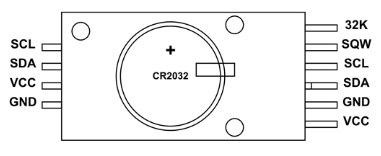 SCL
SDA
VCC
GND
+
CR2032
32K
SQW
SCL
SDA
GND
VCC